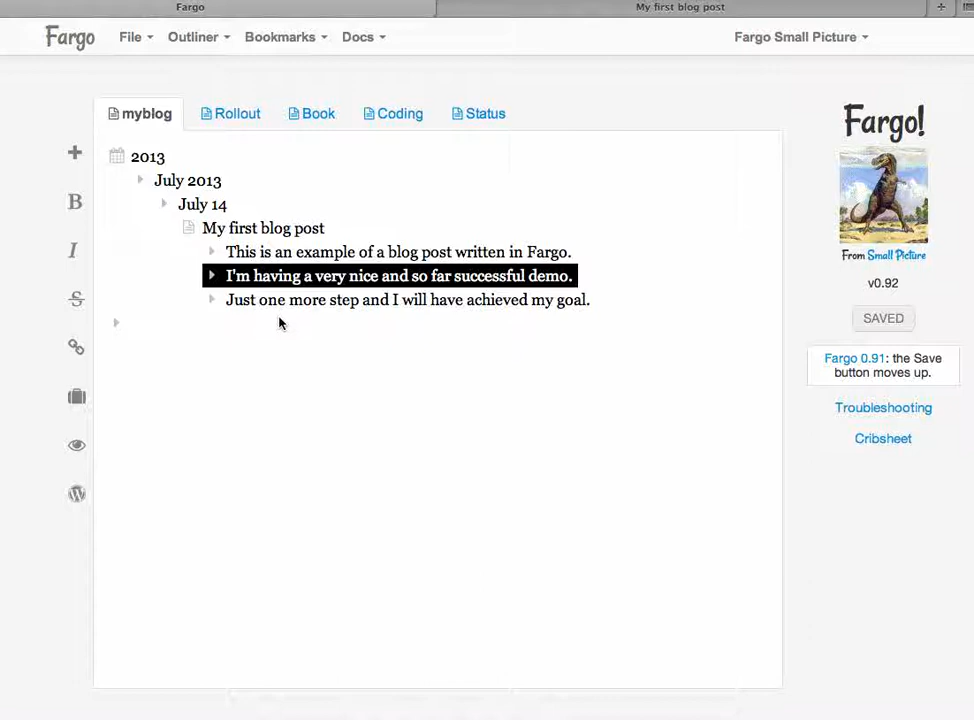 Fargo
My first blog post
Fargo
File
Outliner
Bookmarks
Docs
Fargo Small Picture
myblog
Rollout
Book
Coding
Status
2013
July 2013
July 14
My first blog post
This is an example of a blog post written in Fargo.
I'm having a very nice and so far successful demo.
Just one more step and I will have achieved my goal.
B
I
S
Fargo!
From Small Picture
v0.92
SAVED
Fargo 0.91: the Save
button moves up.
Troubleshooting
Cribsheet